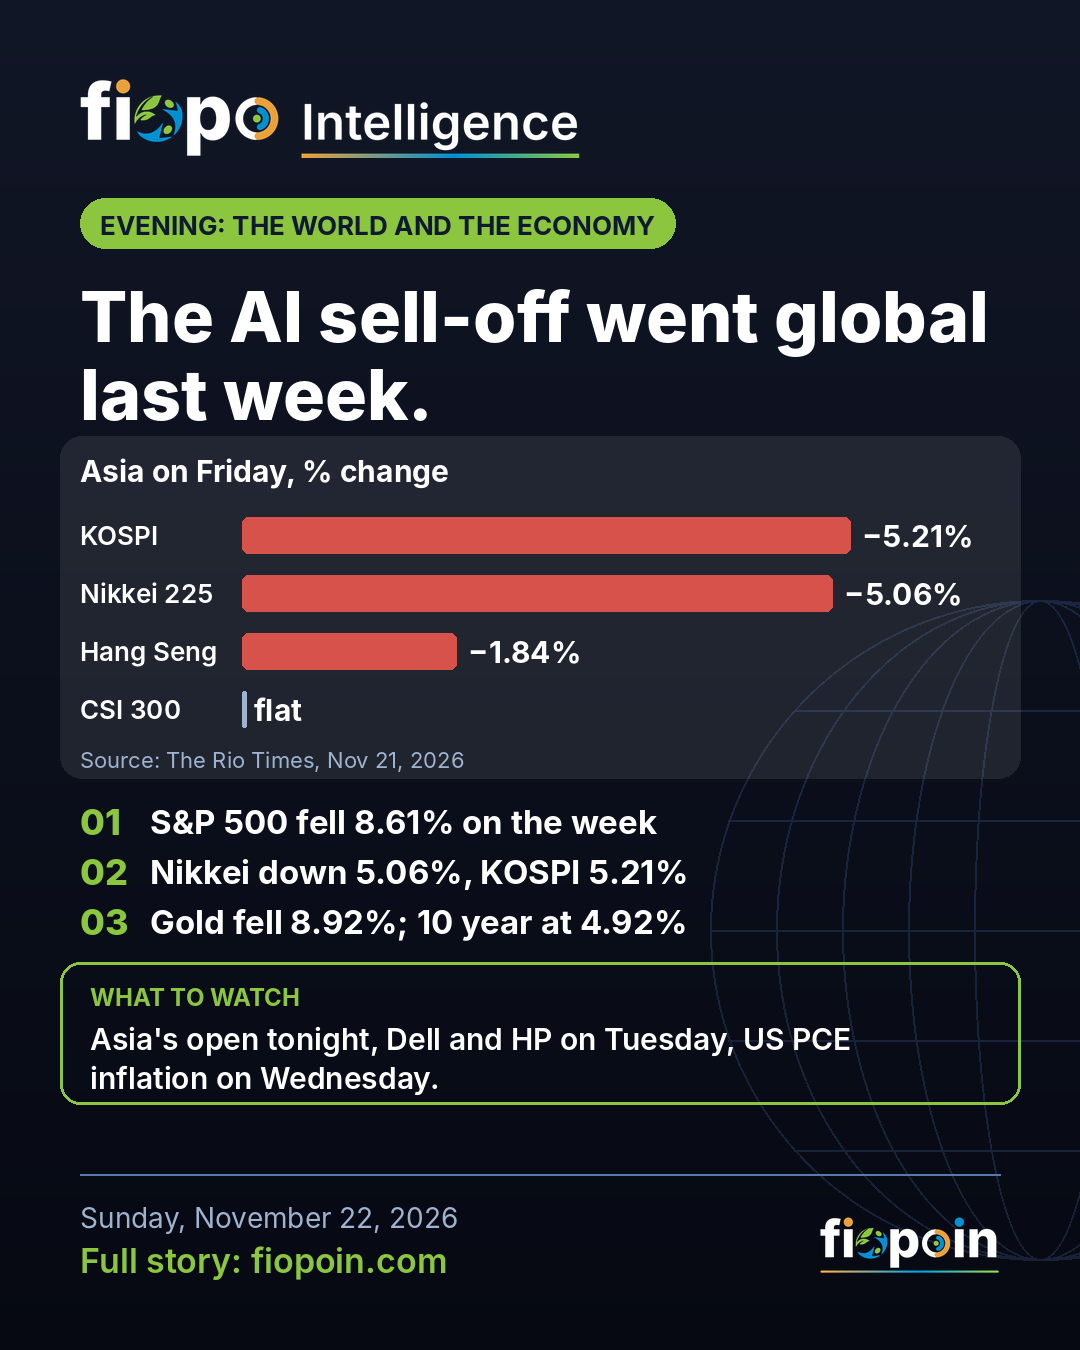 fiopo Intelligence
EVENING: THE WORLD AND THE ECONOMY
The AI sell-off went global
last week.
Asia on Friday, % change
KOSPI −5.21%
Nikkei 225 −5.06%
Hang Seng −1.84%
CSI 300 flat
Source: The Rio Times, Nov 21, 2026
01 S&P 500 fell 8.61% on the week
02 Nikkei down 5.06%, KOSPI 5.21%
03 Gold fell 8.92%; 10 year at 4.92%
WHAT TO WATCH
Asia's open tonight, Dell and HP on Tuesday, US PCE
inflation on Wednesday.
Sunday, November 22, 2026
Full story: fiopoin.com
fiopoin